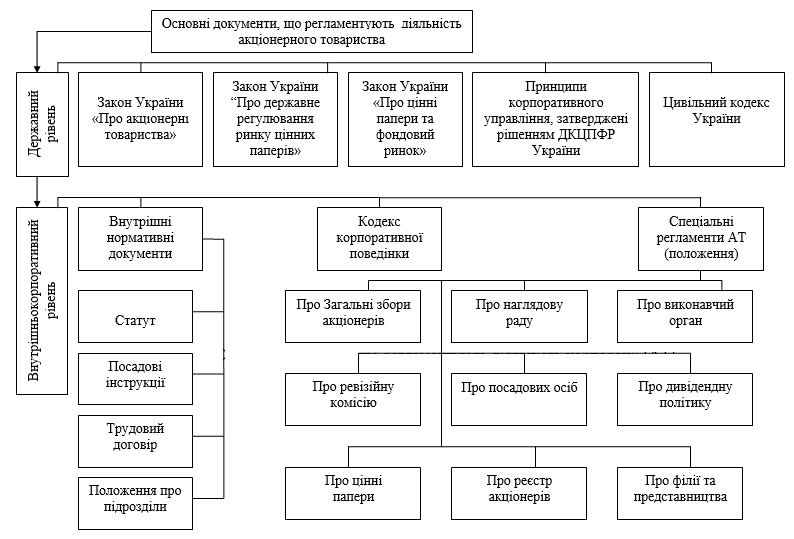 Основні документи, що регламентують діяльність
акціонерного товариства
Державний
рівень
Закон України
«Про акціонерні
товариства»
Закон України
“Про державне
регулювання
ринку цінних
паперів»
Закон України
«Про цінні
папери та
фондовий
ринок»
Принципи
корпоративного
управління, затверджені
рішенням ДКЦПФР
України
Цивільний кодекс
України
Внутрішньокорпоративний
рівень
Внутрішні
нормативні
документи
Кодекс
корпоративної
поведінки
Спеціальні
регламенти АТ
(положення)
Статут
Посадові
інструкції
Трудовий
договір
Положення про
підрозділи
Про Загальні збори
акціонерів
Про наглядову
раду
Про виконавчий
орган
Про ревізійну
комісію
Про посадових осіб
Про дивідендну
політику
Про цінні
папери
Про реєстр
акціонерів
Про філії та
представництва